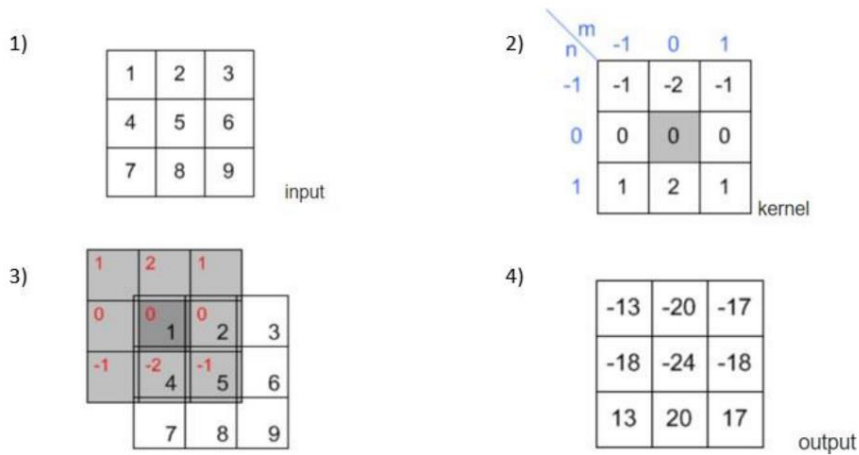 1)
1 2 3
4 5 6
7 8 9
input
2)
m
n -1 0 1
-1 -1 -2 -1
0 0 0 0
1 1 2 1
kernel
3)
1 2 1
0 0 1 0 2 3
-1 -2 4 -1 5 6
7 8 9
4)
-13 -20 -17
-18 -24 -18
13 20 17
output